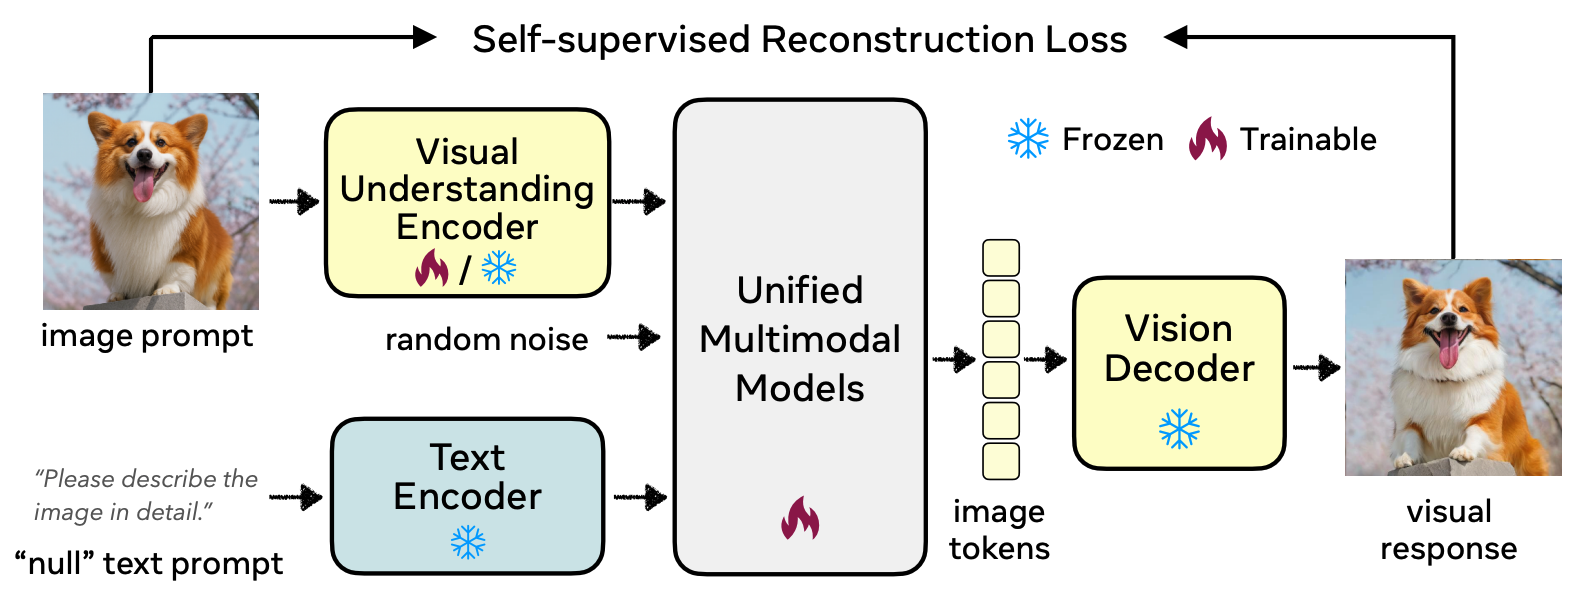 Self-supervised Reconstruction Loss
Visual
Understanding
Encoder
/
image prompt
random noise
“Please describe the
image in detail.”
“null” text prompt
Text
Encoder
Unified
Multimodal
Models
Frozen
Trainable
image
tokens
Vision
Decoder
visual
response